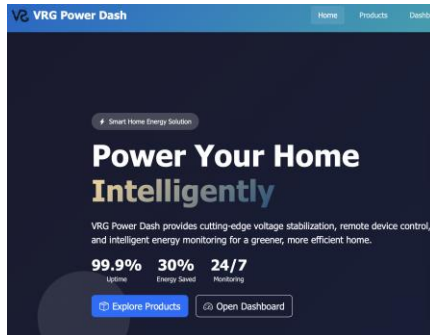 VRG Power Dash
Home Products
Smart Home Energy Solution
Power Your Home
Intelligently
VRG Power Dash provides cutting-edge voltage stabilization, remote device control,
and intelligent energy monitoring for a greener, more efficient home.
99.9% 30% 24/7
Uptime Energy Saved Monitoring
Explore Products Open Dashboard